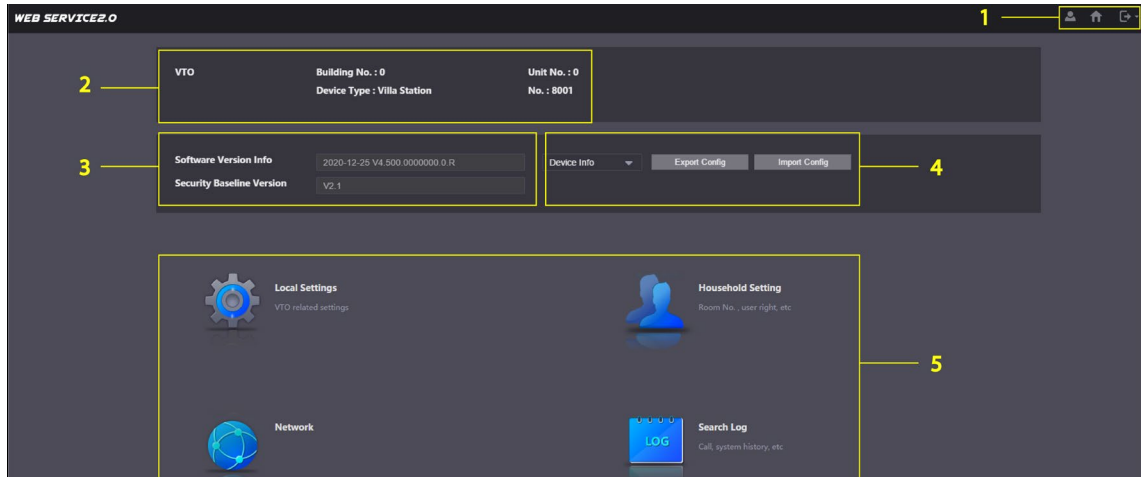 WEB SERVICE2.0
1
2
VTO Building No. : 0 Unit No. : 0
Device Type : Villa Station No. : 8001
3
Software Version Info 2020-12-25 V4.500.0000000.0.R Device Info Export Config Import Config
4
Security Baseline Version V2.1
Local Settings Household Setting
VTO related settings Room No. , user right, etc
5
Network Search Log
LOG Call, system history, etc